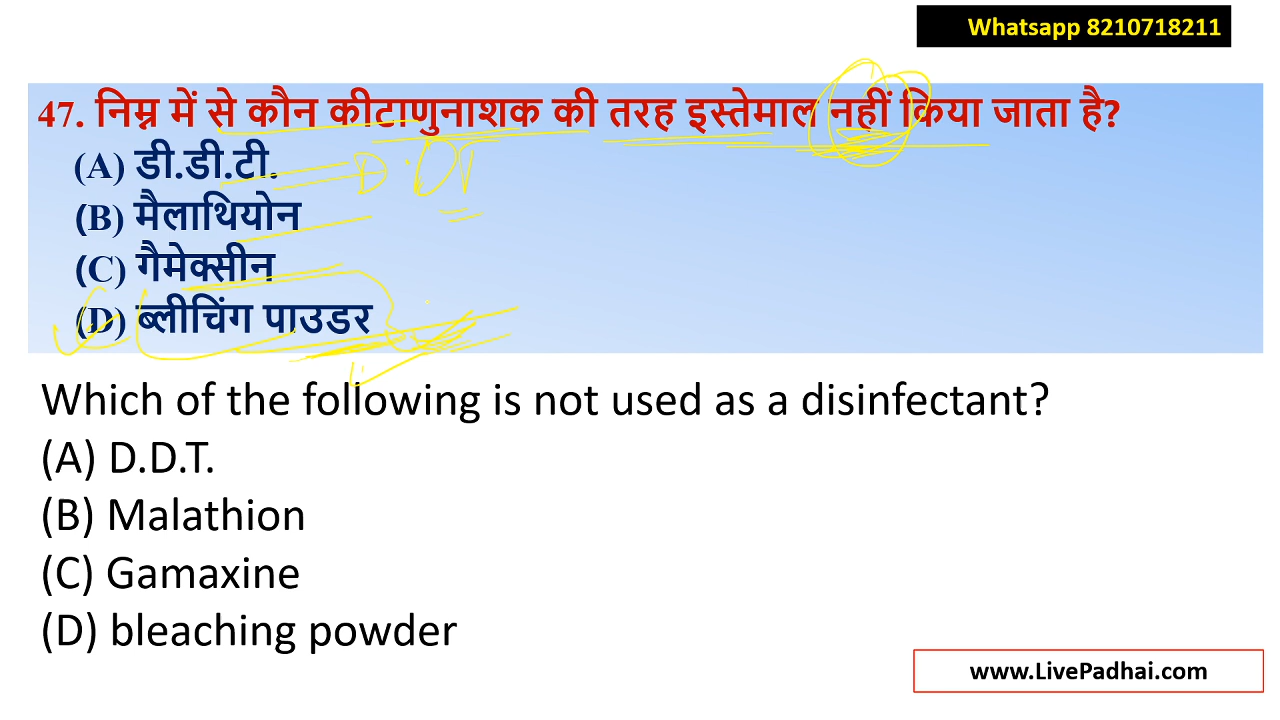 Whatsapp 8210718211
47. निम्न में से कौन कीटाणुनाशक की तरह इस्तेमाल नहीं किया जाता है?
(A) डी.डी.टी.
D.DT
(B) मैलाथियोन
(C) गैमेक्सीन
(D) ब्लीचिंग पाउडर
Which of the following is not used as a disinfectant?
(A) D.D.T.
(B) Malathion
(C) Gamaxine
(D) bleaching powder
www.LivePadhai.com